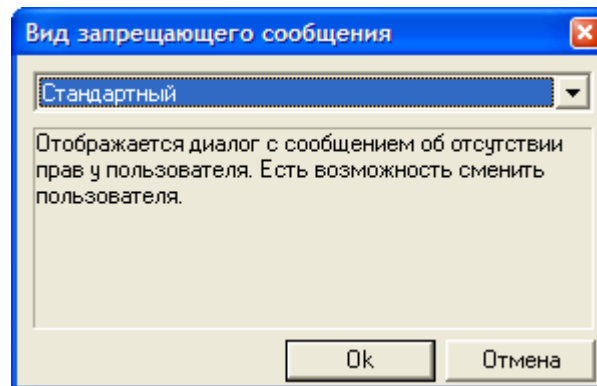 Вид запрещающего сообщения
Стандартный
Отображается диалог с сообщением об отсутствии
прав у пользователя. Есть возможность сменить
пользователя.
Ok
Отмена